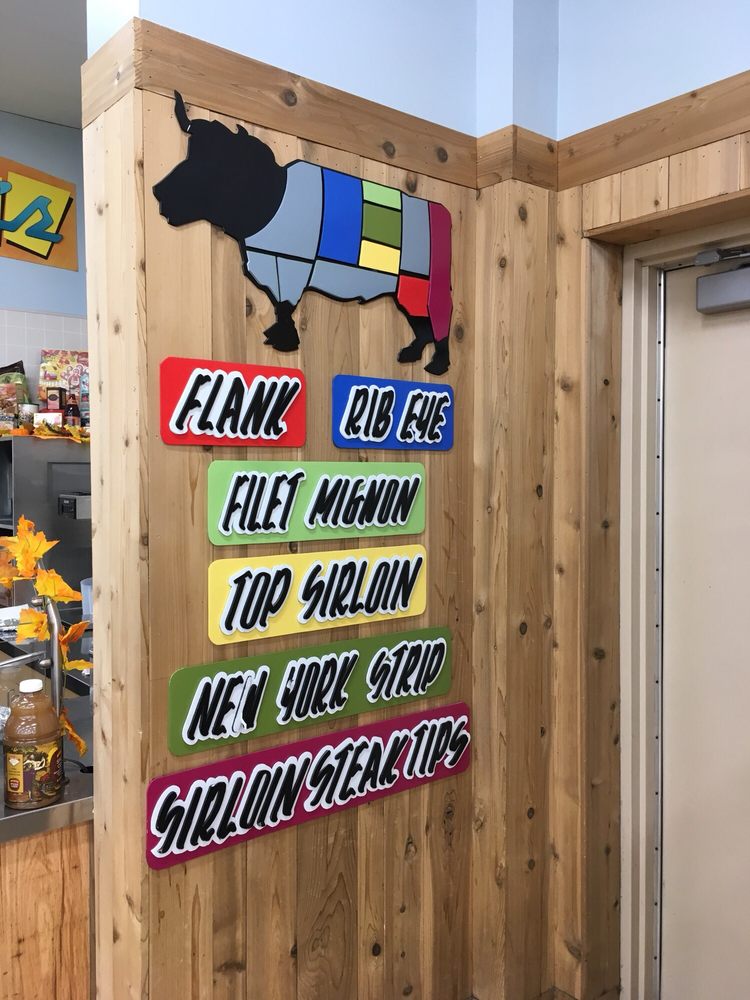 FLANK
RIB EYE
FILET MIGNON
TOP SIRLOIN
NEW YORK STRIP
SIRLOIN STEAK TIPS